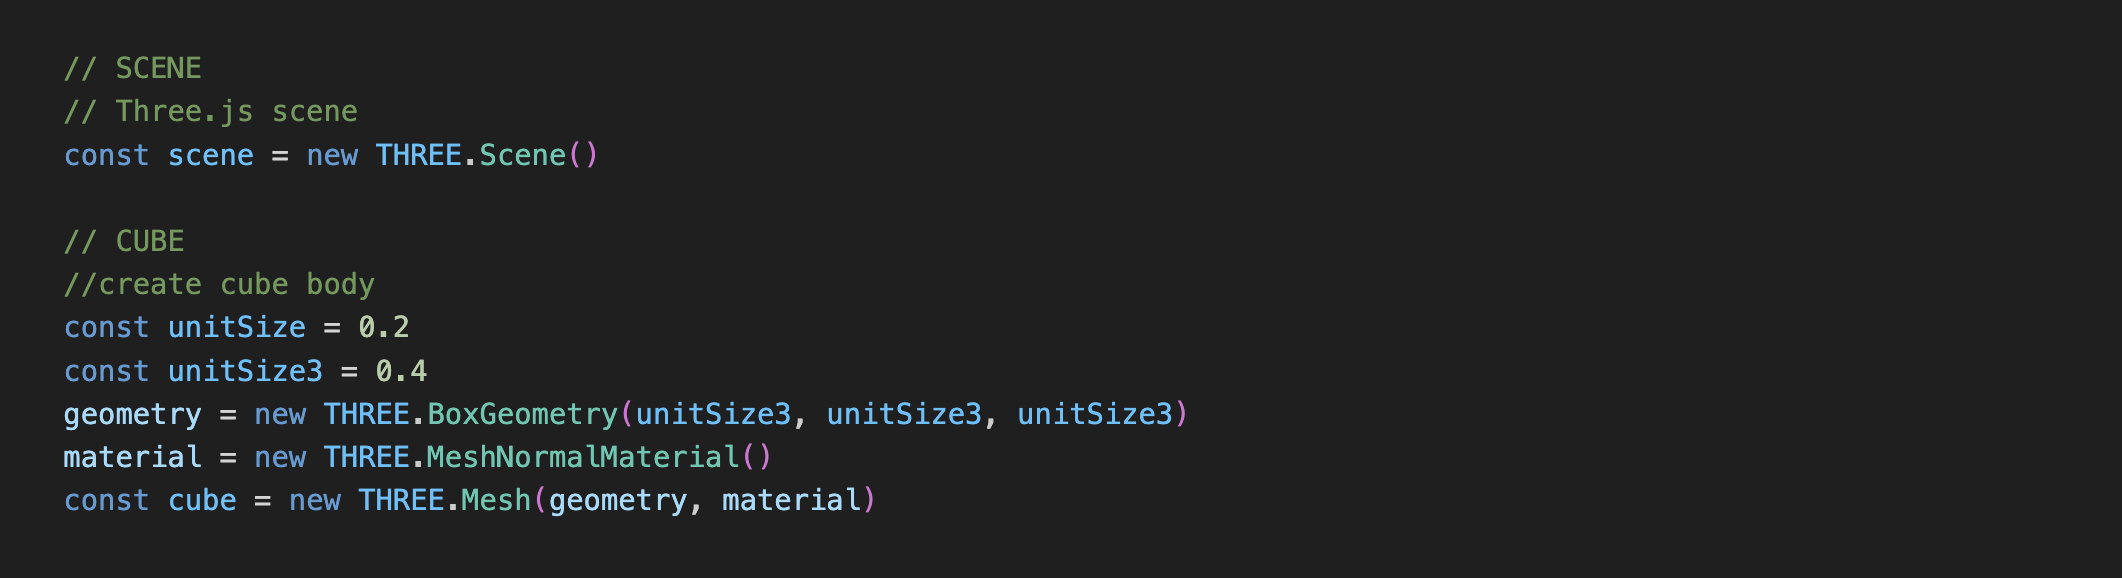 // SCENE
// Three.js scene
const scene = new THREE.Scene()
// CUBE
//create cube body
const unitSize = 0.2
const unitSize3 = 0.4
geometry = new THREE.BoxGeometry(unitSize3, unitSize3, unitSize3)
material = new THREE.MeshNormalMaterial()
const cube = new THREE.Mesh(geometry, material)